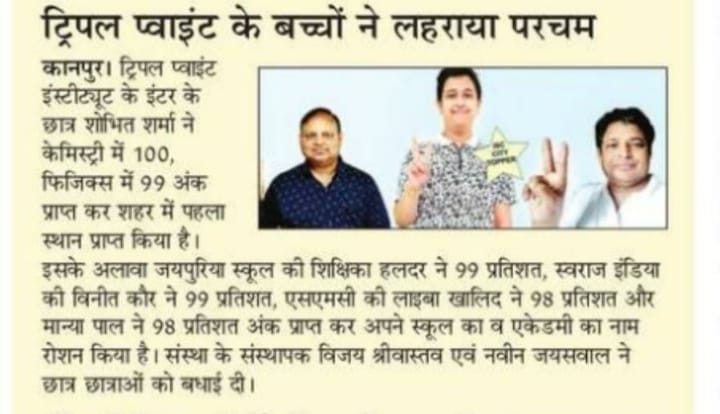 ट्रिपल प्वाइंट के बच्चों ने लहराया परचम
कानपुर। ट्रिपल प्वाइंट
इंस्टीट्यूट के इंटर के
छात्र शोभित शर्मा ने
केमिस्ट्री में 100,
फिजिक्स में 99 अंक
प्राप्त कर शहर में पहला
स्थान प्राप्त किया है।
ISC
CITY
TOPPER
इसके अलावा जयपुरिया स्कूल की शिक्षिका हलदर ने 99 प्रतिशत, स्वराज इंडिया
की विनीत कौर ने 99 प्रतिशत, एसएमसी की लाइबा खालिद ने 98 प्रतिशत और
मान्या पाल ने 98 प्रतिशत अंक प्राप्त कर अपने स्कूल का व एकेडमी का नाम
रोशन किया है। संस्था के संस्थापक विजय श्रीवास्तव एवं नवीन जयसवाल ने
छात्र छात्राओं को बधाई दी।